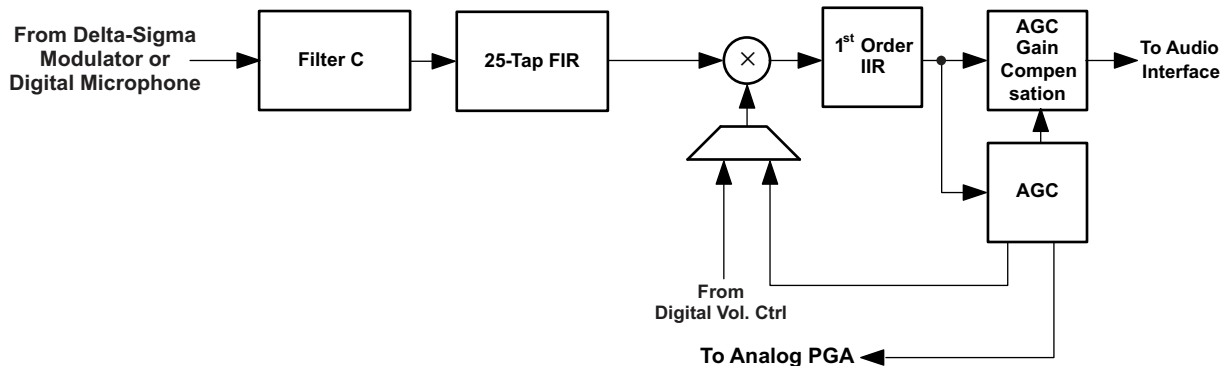 From Delta-Sigma
Modulator or
Digital Microphone
Filter C
25-Tap FIR
×
1st Order
IIR
AGC
Gain
Compen
sation
To Audio
Interface
AGC
From
Digital Vol. Ctrl
To Analog PGA